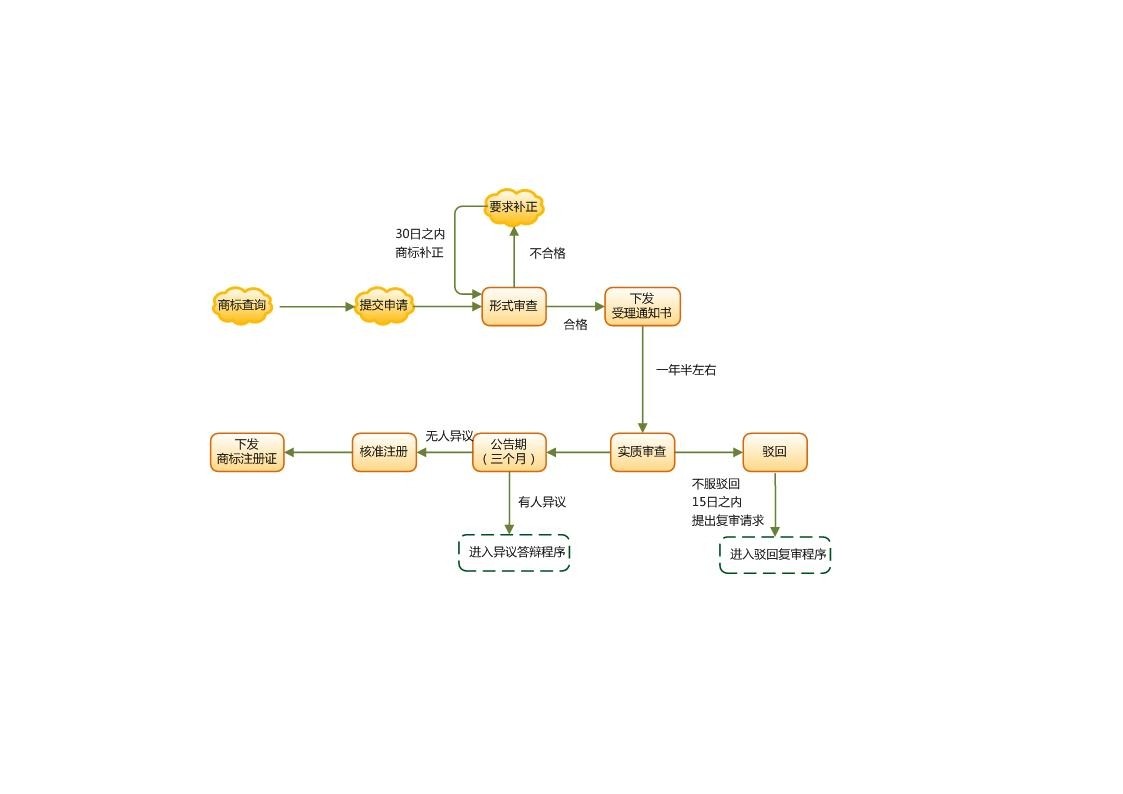 要求补正
30日之内
商标补正
不合格
商标查询
提交申请
形式审查
合格
下发
受理通知书
一年半左右
下发
商标注册证
核准注册
无人异议
公告期
（三个月）
实质审查
驳回
有人异议
不服驳回
15日之内
提出复审请求
进入异议答辩程序
进入驳回复审程序